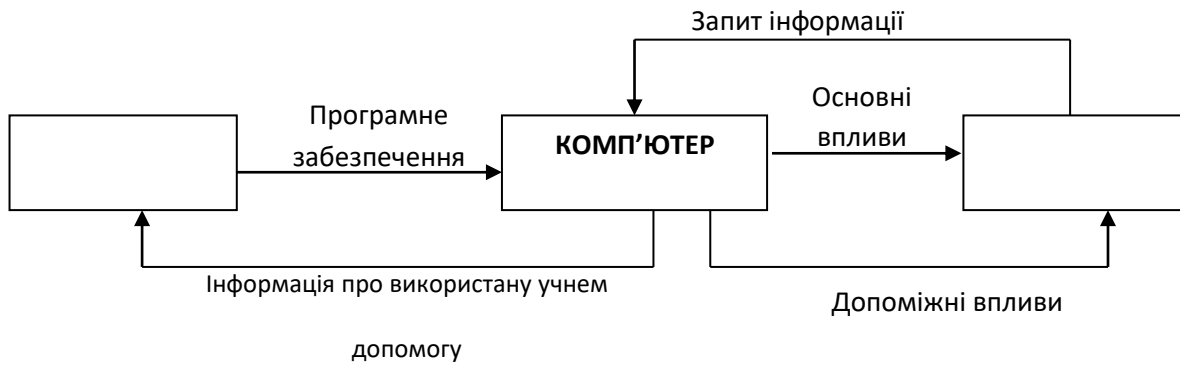 Запит інформації
Програмне
забезпечення
КОМП’ЮТЕР
Основні
впливи
Інформація про використану учнем
допомогу
Допоміжні впливи